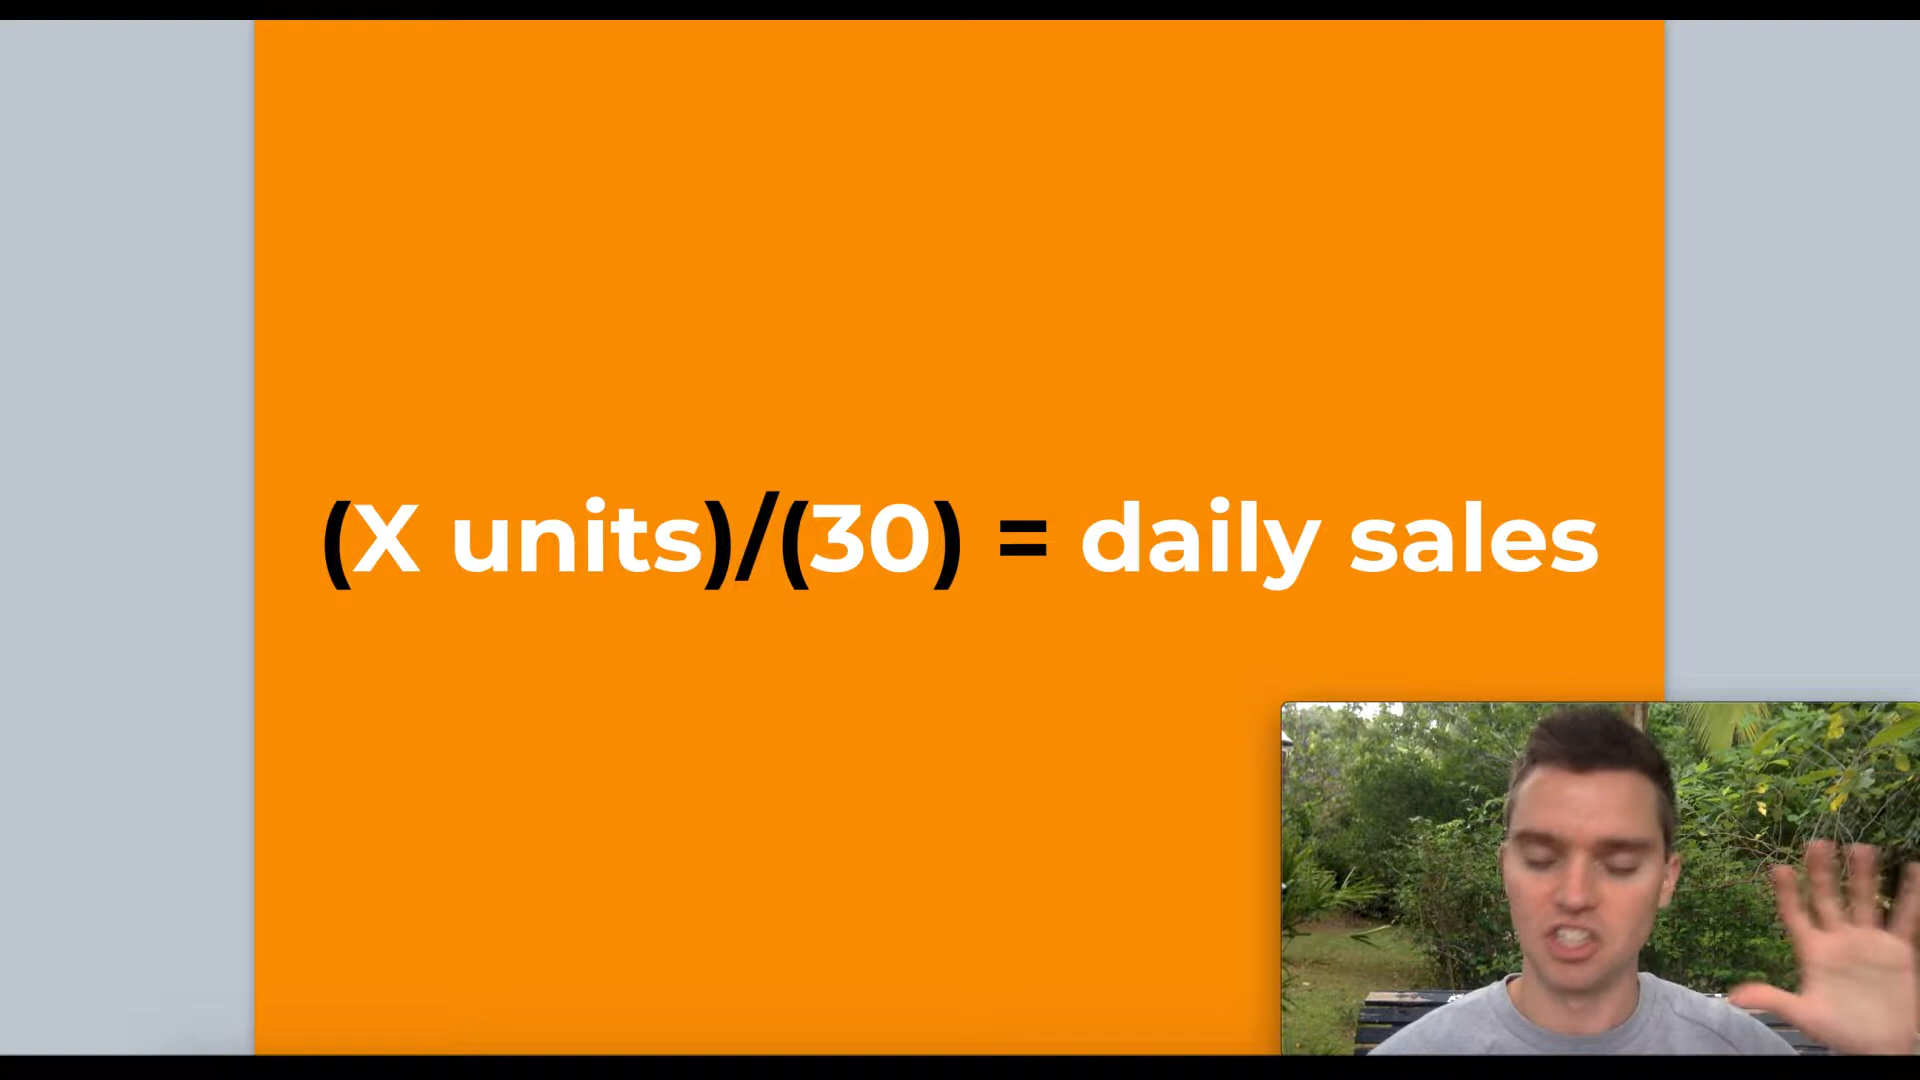 (X units)/(30) = daily sales